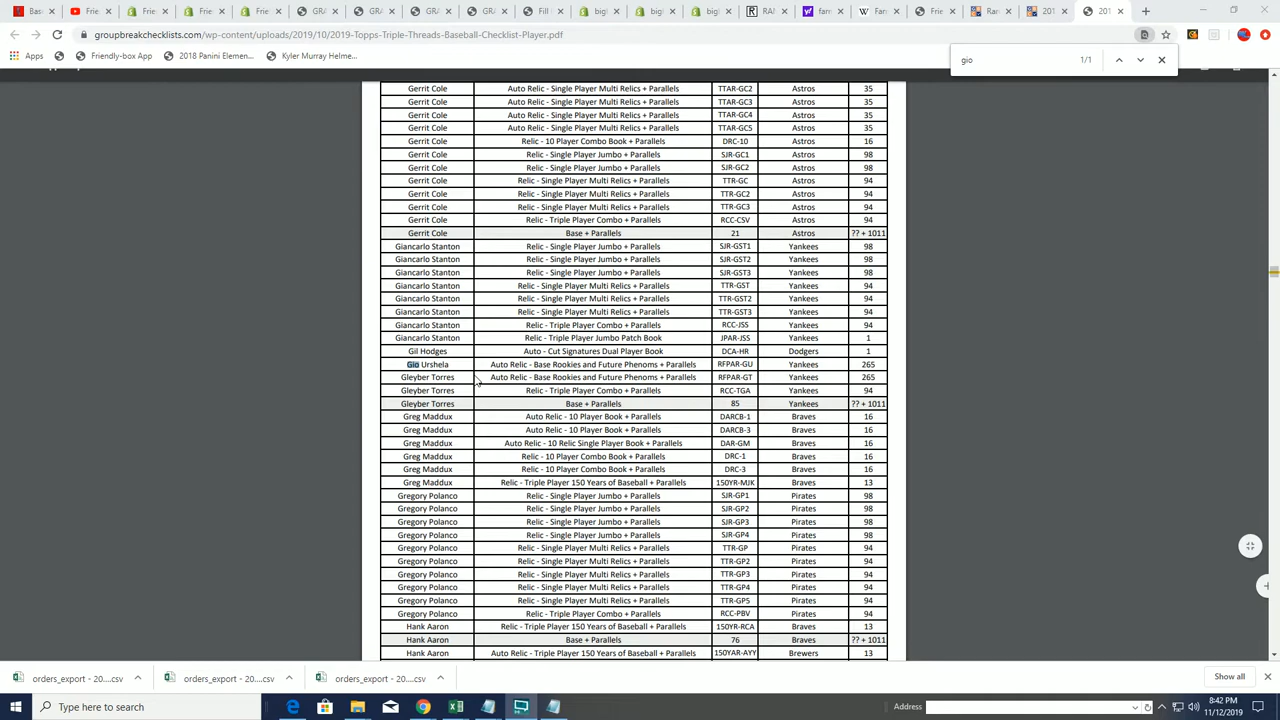 Bas
Frie
Frie
Frie
GRA
GRA
GRA
GRA
Fill
big
big
big
RAN
farm
Far
Frie
Ran
201
201
groupbreakchecklists.com/wp-content/uploads/2019/10/2019-Topps-Triple-Threads-Baseball-Checklist-Player.pdf
Apps
Friendly-box App
2018 Panini Elemen...
Kyler Murray Helme...
gio 1/1
Gerrit Cole Auto Relic - Single Player Multi Relics + Parallels TTAR-GC2 Astros 35
Gerrit Cole Auto Relic - Single Player Multi Relics + Parallels TTAR-GC3 Astros 35
Gerrit Cole Auto Relic - Single Player Multi Relics + Parallels TTAR-GC4 Astros 35
Gerrit Cole Auto Relic - Single Player Multi Relics + Parallels TTAR-GC5 Astros 35
Gerrit Cole Relic - 10 Player Combo Book + Parallels DRC-10 Astros 16
Gerrit Cole Relic - Single Player Jumbo + Parallels SJR-GC1 Astros 98
Gerrit Cole Relic - Single Player Jumbo + Parallels SJR-GC2 Astros 98
Gerrit Cole Relic - Single Player Multi Relics + Parallels TTR-GC Astros 94
Gerrit Cole Relic - Single Player Multi Relics + Parallels TTR-GC2 Astros 94
Gerrit Cole Relic - Single Player Multi Relics + Parallels TTR-GC3 Astros 94
Gerrit Cole Relic - Triple Player Combo + Parallels RCC-CSV Astros 94
Gerrit Cole Base + Parallels 21 Astros ?? + 1011
Giancarlo Stanton Relic - Single Player Jumbo + Parallels SJR-GST1 Yankees 98
Giancarlo Stanton Relic - Single Player Jumbo + Parallels SJR-GST2 Yankees 98
Giancarlo Stanton Relic - Single Player Jumbo + Parallels SJR-GST3 Yankees 98
Giancarlo Stanton Relic - Single Player Multi Relics + Parallels TTR-GST Yankees 94
Giancarlo Stanton Relic - Single Player Multi Relics + Parallels TTR-GST2 Yankees 94
Giancarlo Stanton Relic - Single Player Multi Relics + Parallels TTR-GST3 Yankees 94
Giancarlo Stanton Relic - Triple Player Combo + Parallels RCC-JSS Yankees 94
Giancarlo Stanton Relic - Triple Player Jumbo Patch Book JPAR-JSS Yankees 1
Gil Hodges Auto - Cut Signatures Dual Player Book DCA-HR Dodgers 1
Gio Urshela Auto Relic - Base Rookies and Future Phenoms + Parallels RFPAR-GU Yankees 265
Gleyber Torres Auto Relic - Base Rookies and Future Phenoms + Parallels RFPAR-GT Yankees 265
Gleyber Torres Relic - Triple Player Combo + Parallels RCC-TGA Yankees 94
Gleyber Torres Base + Parallels 85 Yankees ?? + 1011
Greg Maddux Auto Relic - 10 Player Book + Parallels DARCB-1 Braves 16
Greg Maddux Auto Relic - 10 Player Book + Parallels DARCB-3 Braves 16
Greg Maddux Auto Relic - 10 Relic Single Player Book + Parallels DAR-GM Braves 16
Greg Maddux Relic - 10 Player Combo Book + Parallels DRC-1 Braves 16
Greg Maddux Relic - 10 Player Combo Book + Parallels DRC-3 Braves 16
Greg Maddux Relic - Triple Player 150 Years of Baseball + Parallels 150YR-MJK Braves 13
Gregory Polanco Relic - Single Player Jumbo + Parallels SJR-GP1 Pirates 98
Gregory Polanco Relic - Single Player Jumbo + Parallels SJR-GP2 Pirates 98
Gregory Polanco Relic - Single Player Jumbo + Parallels SJR-GP3 Pirates 98
Gregory Polanco Relic - Single Player Jumbo + Parallels SJR-GP4 Pirates 98
Gregory Polanco Relic - Single Player Multi Relics + Parallels TTR-GP Pirates 94
Gregory Polanco Relic - Single Player Multi Relics + Parallels TTR-GP2 Pirates 94
Gregory Polanco Relic - Single Player Multi Relics + Parallels TTR-GP3 Pirates 94
Gregory Polanco Relic - Single Player Multi Relics + Parallels TTR-GP4 Pirates 94
Gregory Polanco Relic - Single Player Multi Relics + Parallels TTR-GP5 Pirates 94
Gregory Polanco Relic - Triple Player Combo + Parallels RCC-PBV Pirates 94
Hank Aaron Relic - Triple Player 150 Years of Baseball + Parallels 150YR-RCA Braves 13
Hank Aaron Base + Parallels 76 Braves ?? + 1011
Hank Aaron Auto Relic - Triple Player 150 Years of Baseball + Parallels 150YAR-AYY Brewers 13
orders_export - 20....csv
orders_export - 20....csv
orders_export - 20....csv
Show all
Type here to search
Address
8:42 PM
11/12/2019